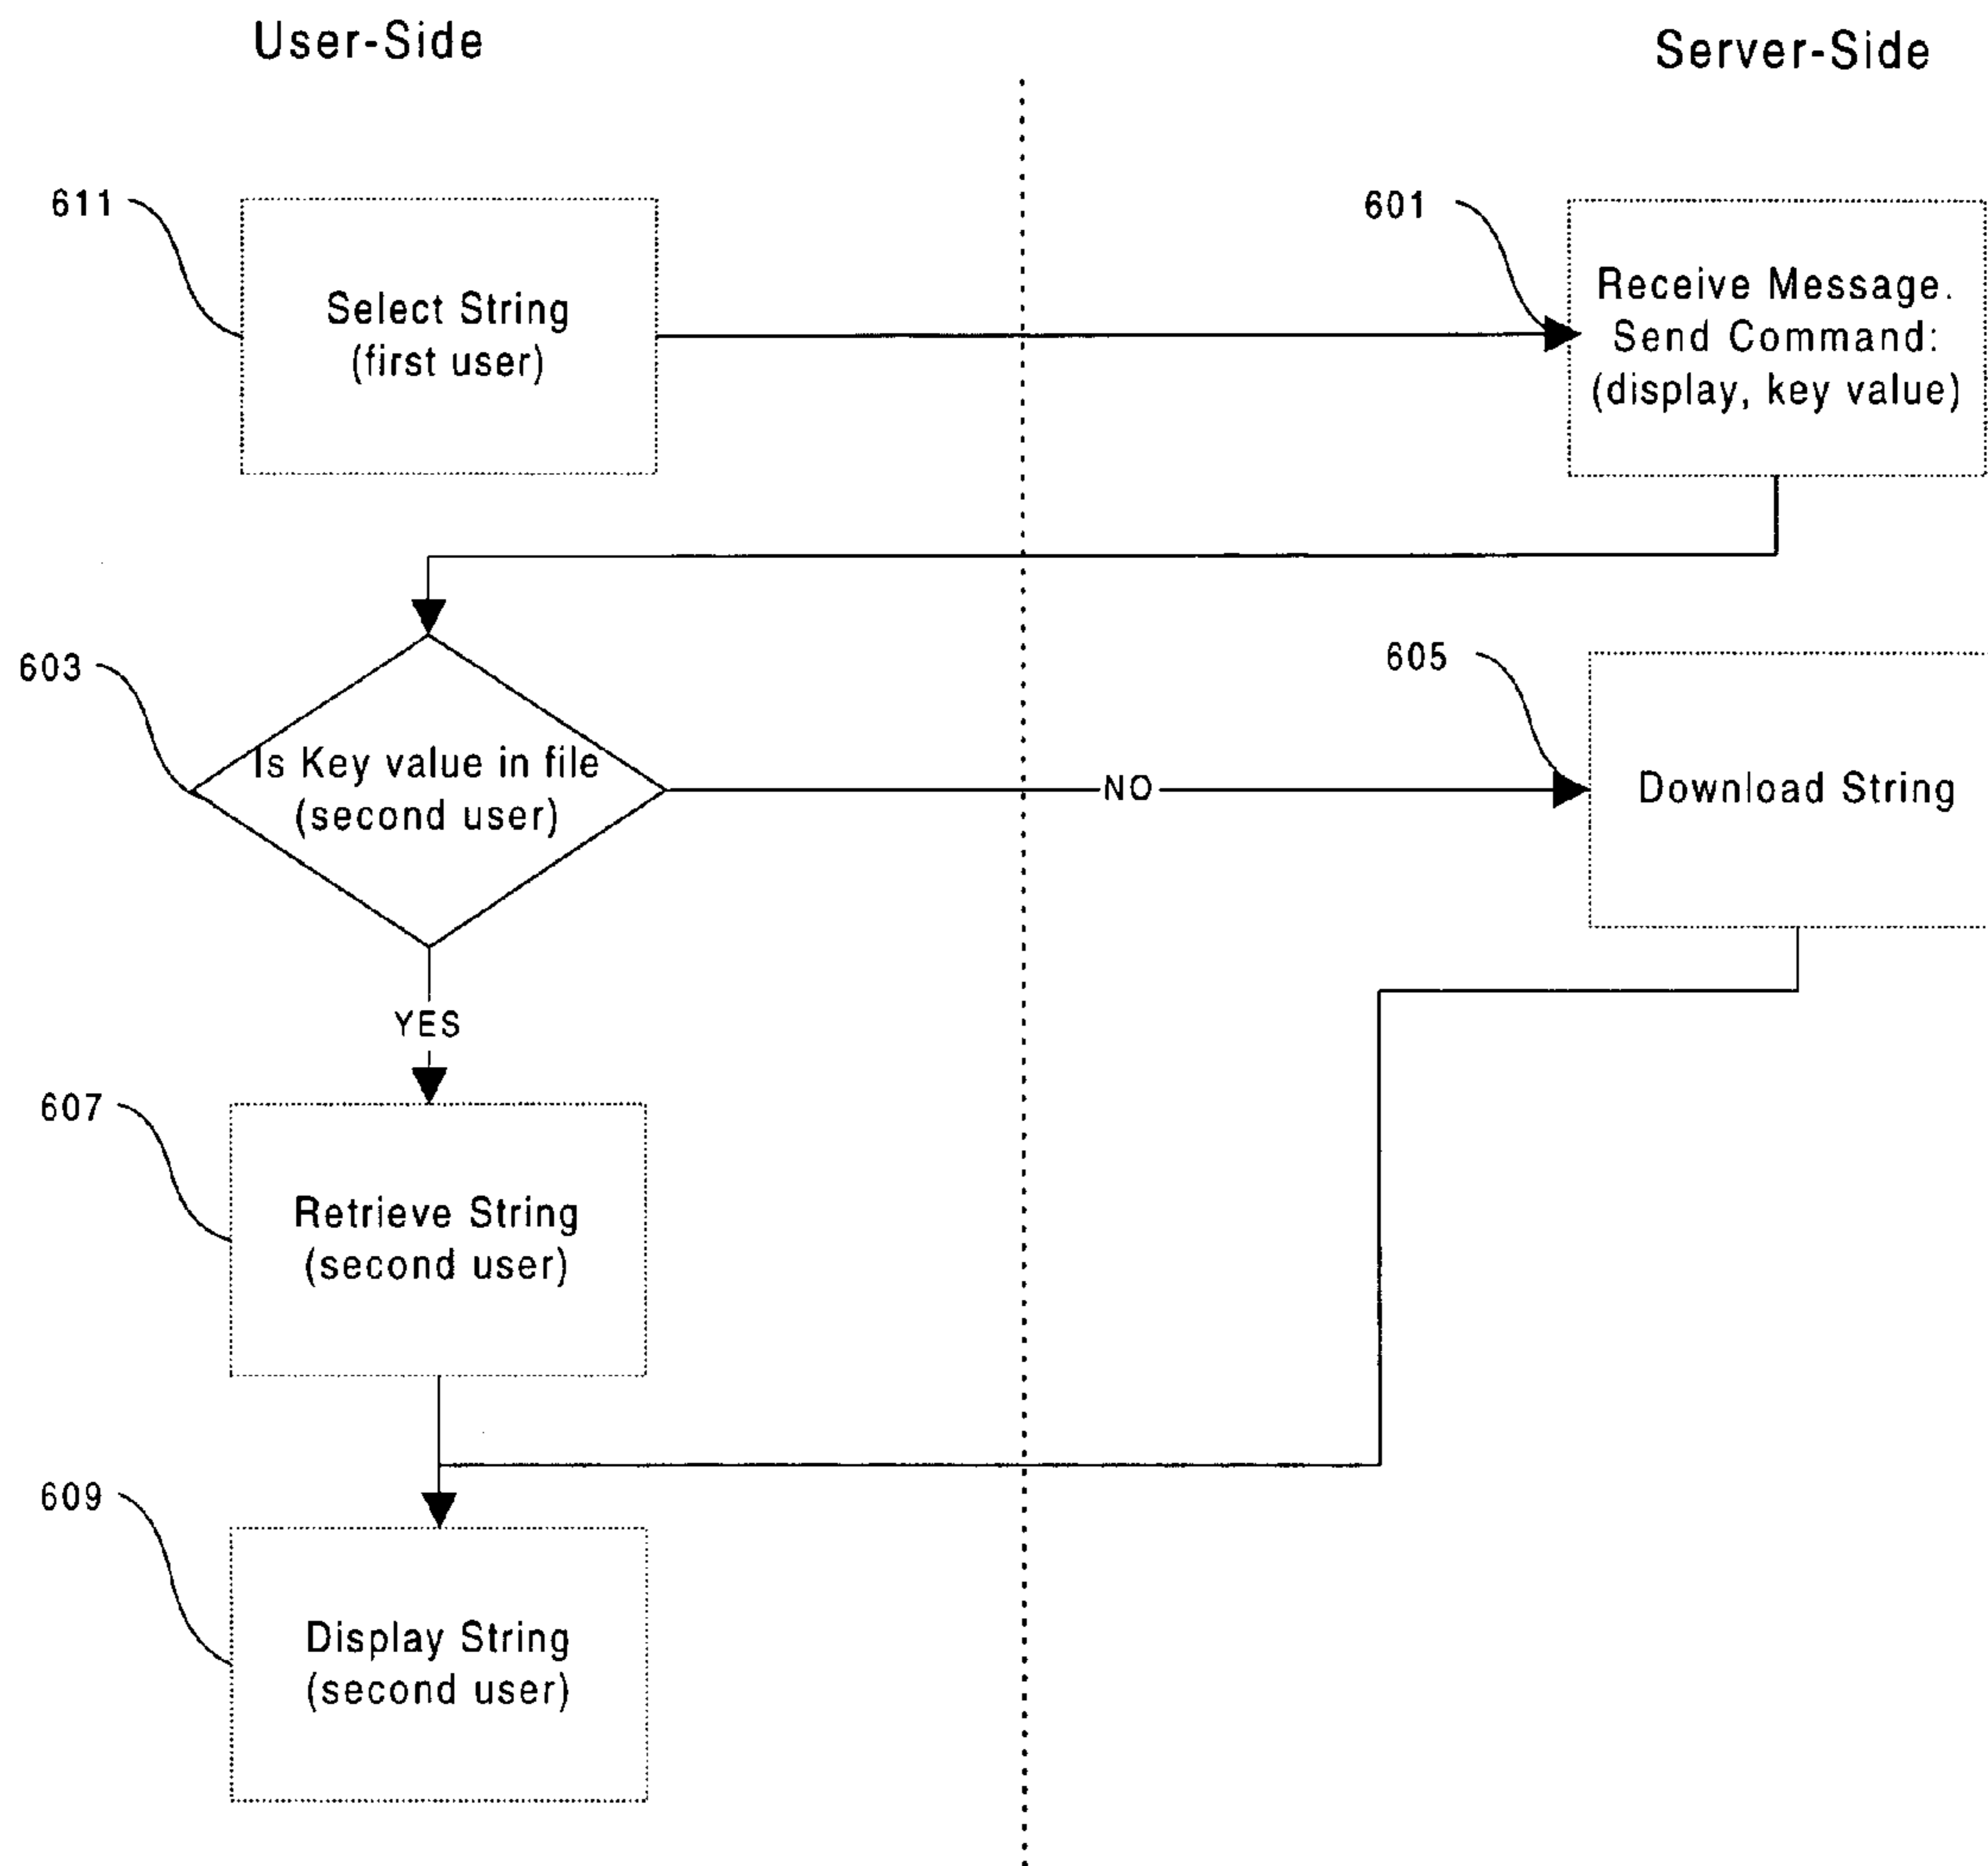 User-Side
Server-Side
611
Select String
(first user)
601
Receive Message.
Send Command:
(display, key value)
603
Is Key value in file
(second user)
NO
605
Download String
YES
607
Retrieve String
(second user)
609
Display String
(second user)